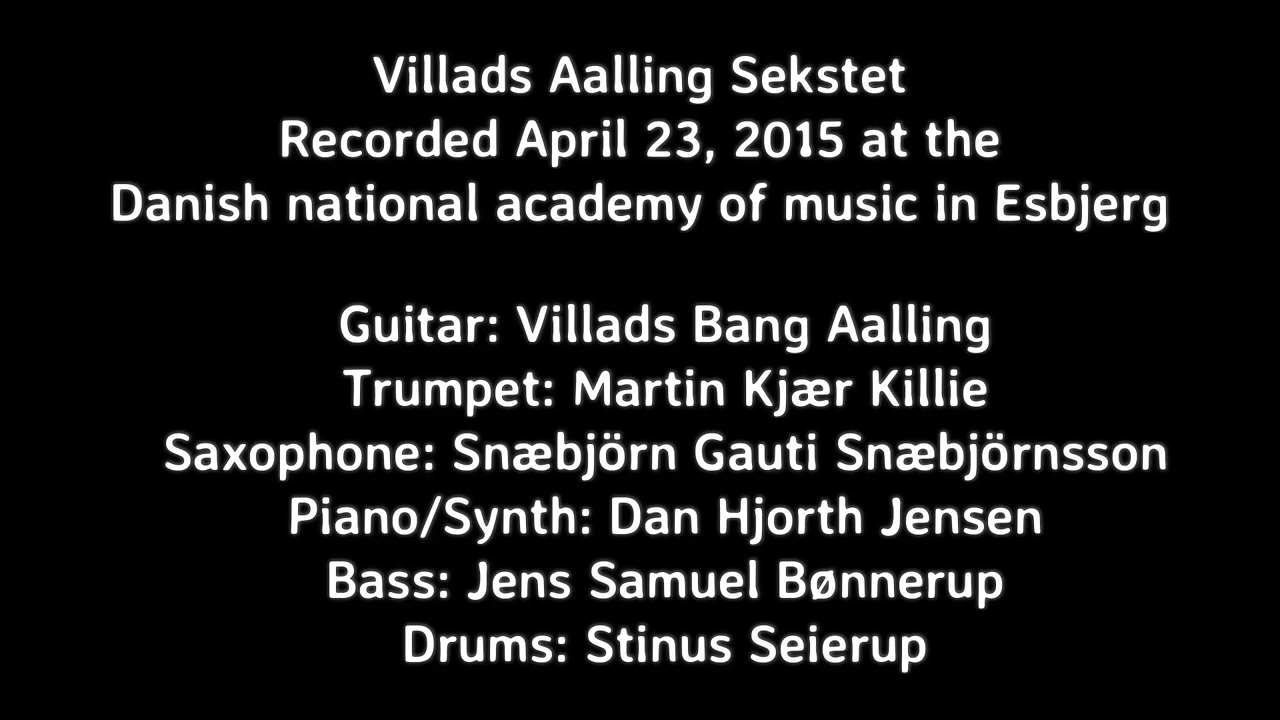 Villads Aalling Sekstet
Recorded April 23, 2015 at the
Danish national academy of music in Esbjerg
Guitar: Villads Bang Aalling
Trumpet: Martin Kjær Killie
Saxophone: Snæbjörn Gauti Snæbjörnsson
Piano/Synth: Dan Hjorth Jensen
Bass: Jens Samuel Bønnerup
Drums: Stinus Seierup